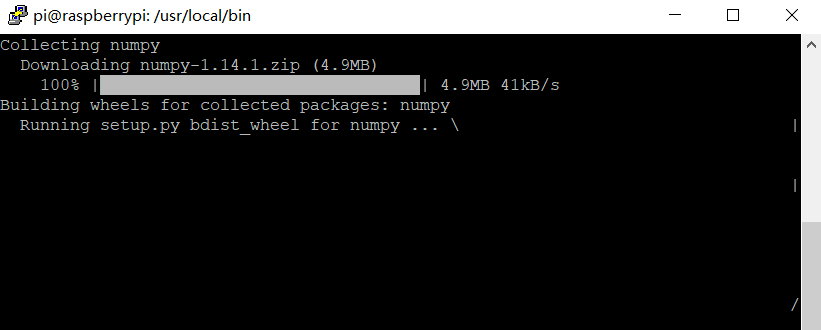 pi@raspberrypi: /usr/local/bin
Collecting numpy
Downloading numpy-1.14.1.zip (4.9MB)
100% |████████████████████████████████| 4.9MB 41kB/s
Building wheels for collected packages: numpy
Running setup.py bdist_wheel for numpy ... \ |
|
/